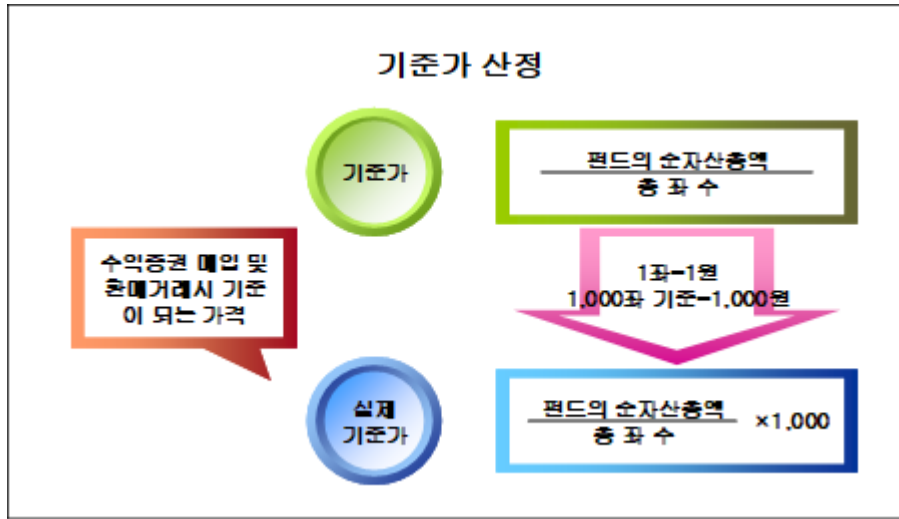 기준가 산정
기준가
펀드의 순자산총액
총 좌 수
수익증권 매입 및
환매거래시 기준
이 되는 가격
1좌=1원
1,000좌 기준=1,000원
실제
기준가
펀드의 순자산총액
총 좌 수
×1,000